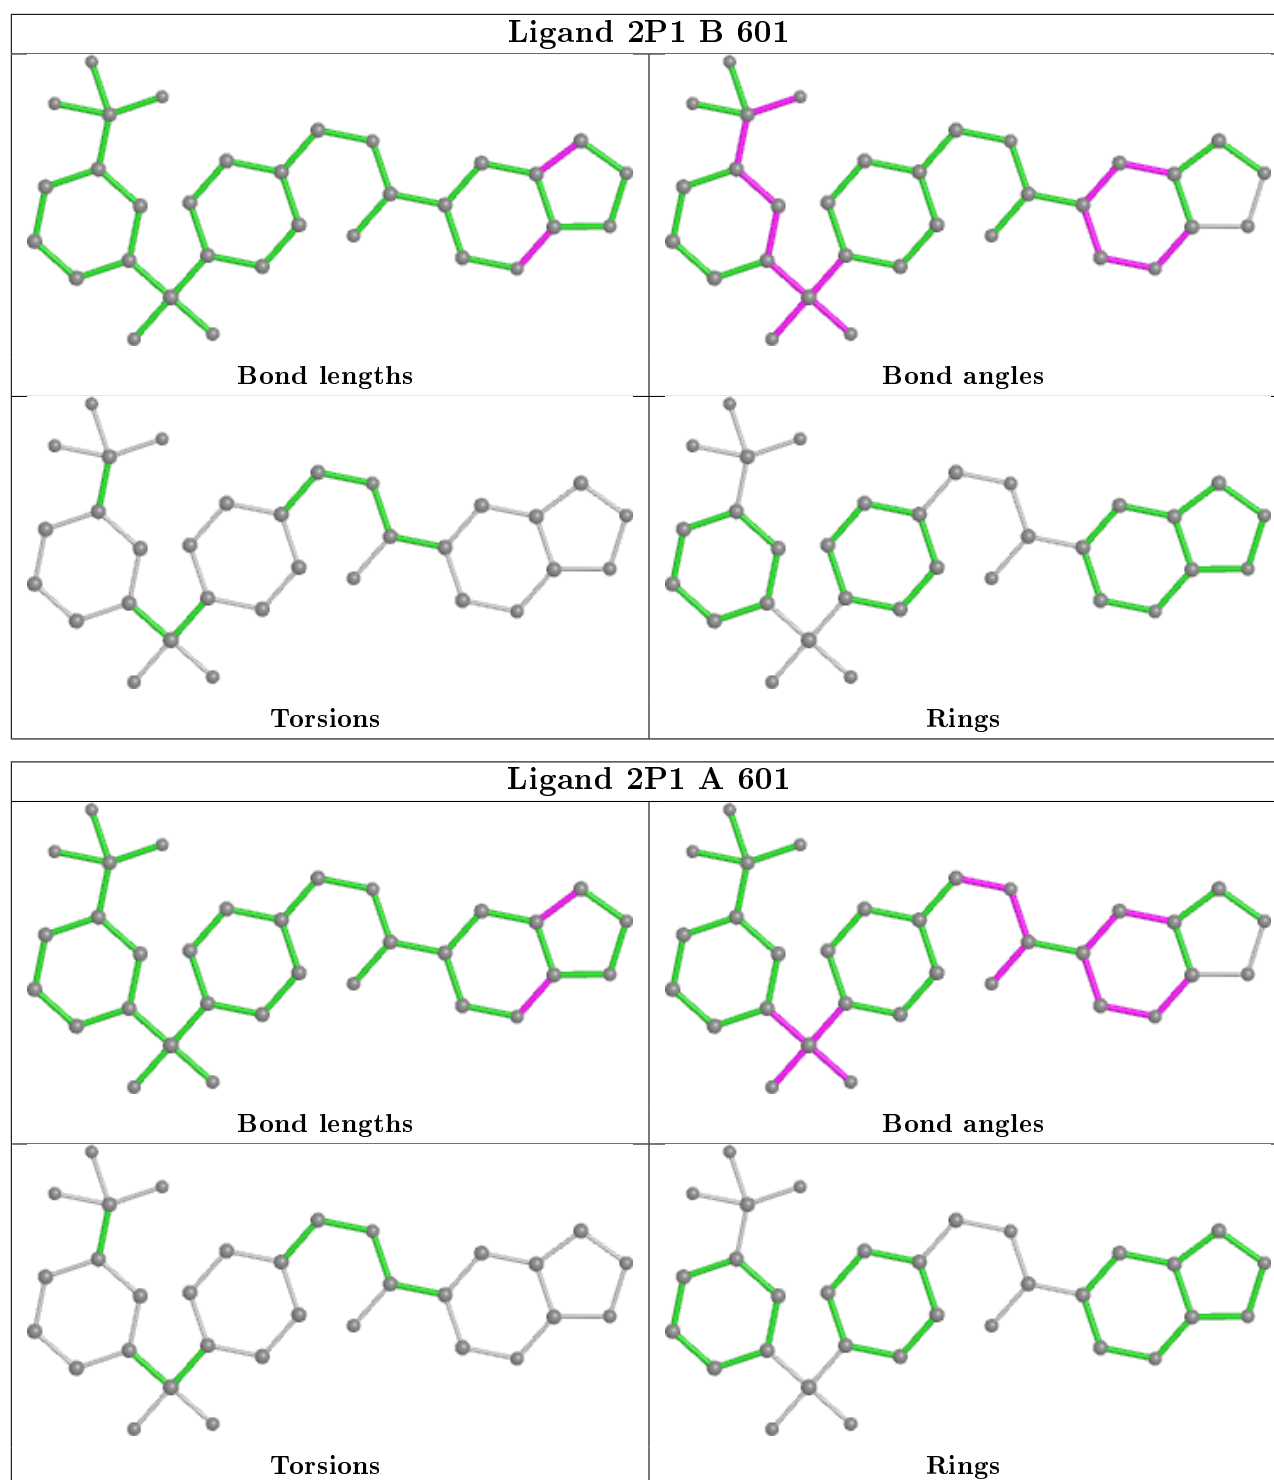 Ligand 2P1 B 601
Bond lengths
Bond angles
Torsions
Rings
Ligand 2P1 A 601
Bond lengths
Bond angles
Torsions
Rings